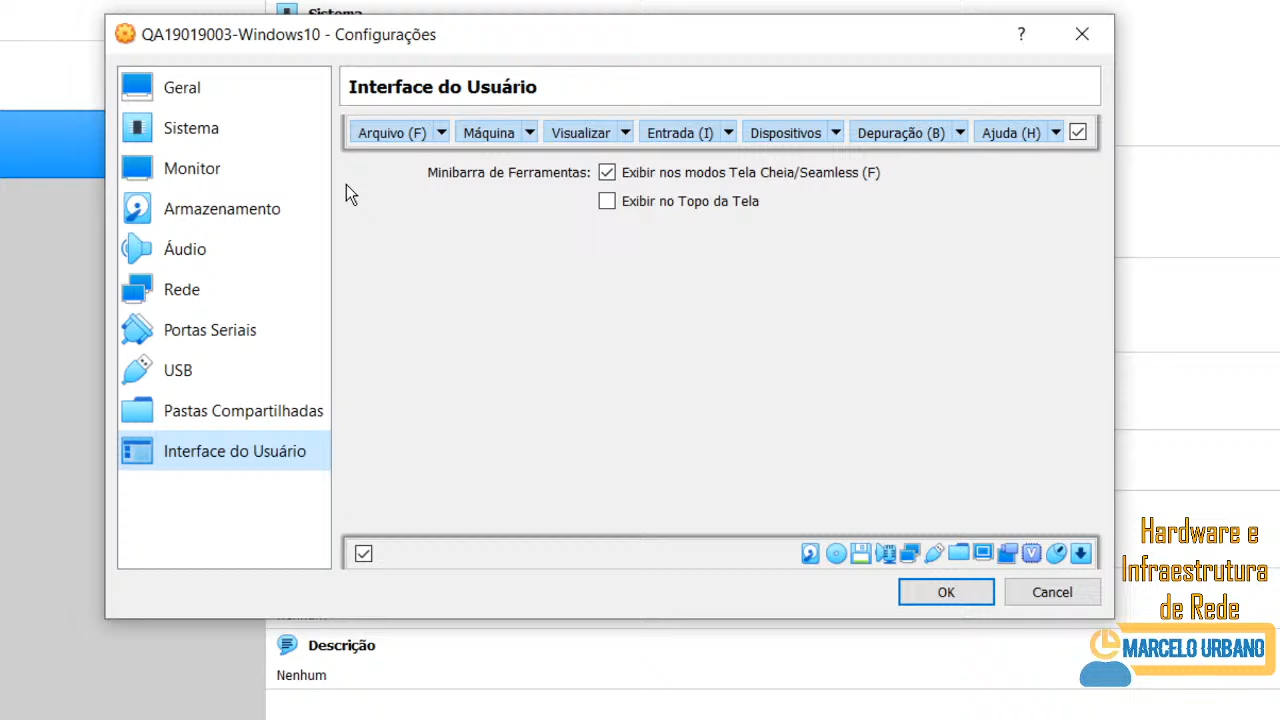 Sistema
QA19019003-Windows10 - Configurações
?
Geral
Sistema
Monitor
Armazenamento
Áudio
Rede
Portas Seriais
USB
Pastas Compartilhadas
Interface do Usuário
Interface do Usuário
Arquivo (F) Máquina Visualizar Entrada (I) Dispositivos Depuração (B) Ajuda (H)
Minibarra de Ferramentas: Exibir nos modos Tela Cheia/Seamless (F)
Exibir no Topo da Tela
OK Cancel
Descrição
Nenhum
Hardware e
Infraestrutura
de Rede
MARCELO URBANO